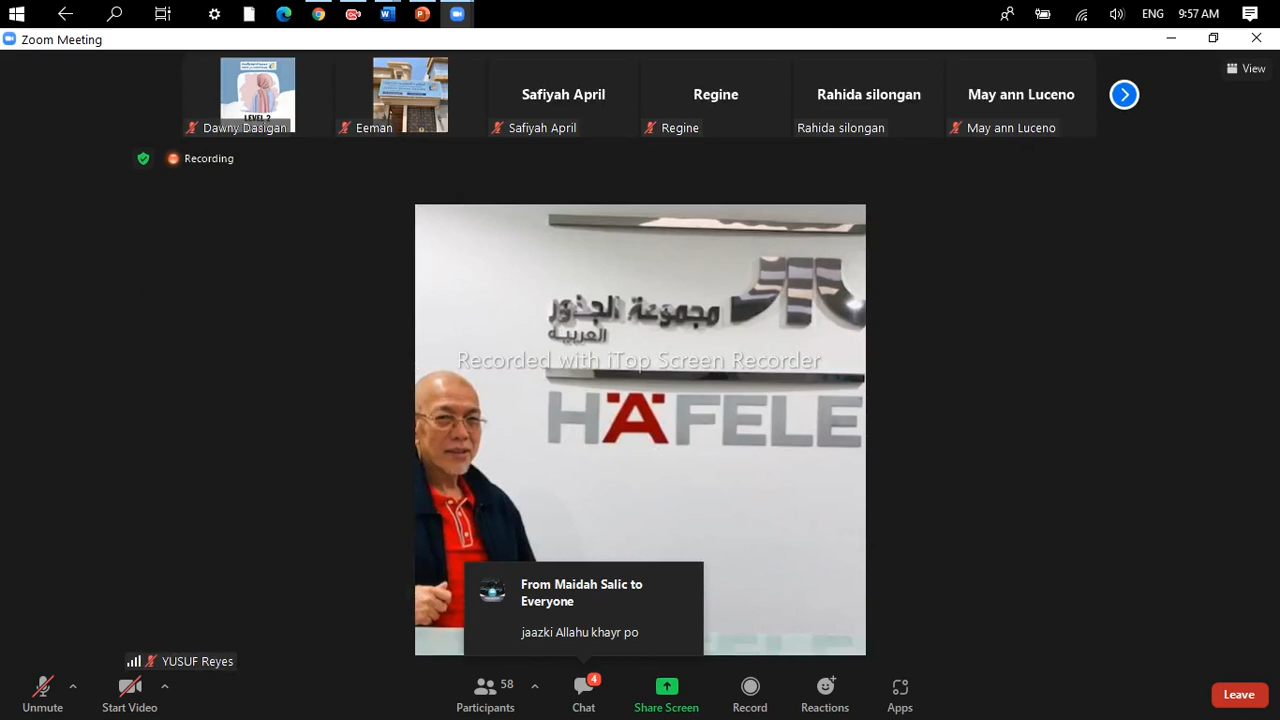 ENG
9:57 AM
Zoom Meeting
LEVEL 2
Dawny Dasigan
Eeman
Safiyah April
Safiyah April
Regine
Regine
Rahida silongan
Rahida silongan
May ann Luceno
May ann Luceno
View
Recording
مجموعة الجذور
العربية
Recorded with iTop Screen Recorder
HÄFELE
From Maidah Salic to
Everyone
jaazki Allahu khayr po
YUSUF Reyes
Unmute
Start Video
58
Participants
4
Chat
Share Screen
Record
Reactions
Apps
Leave